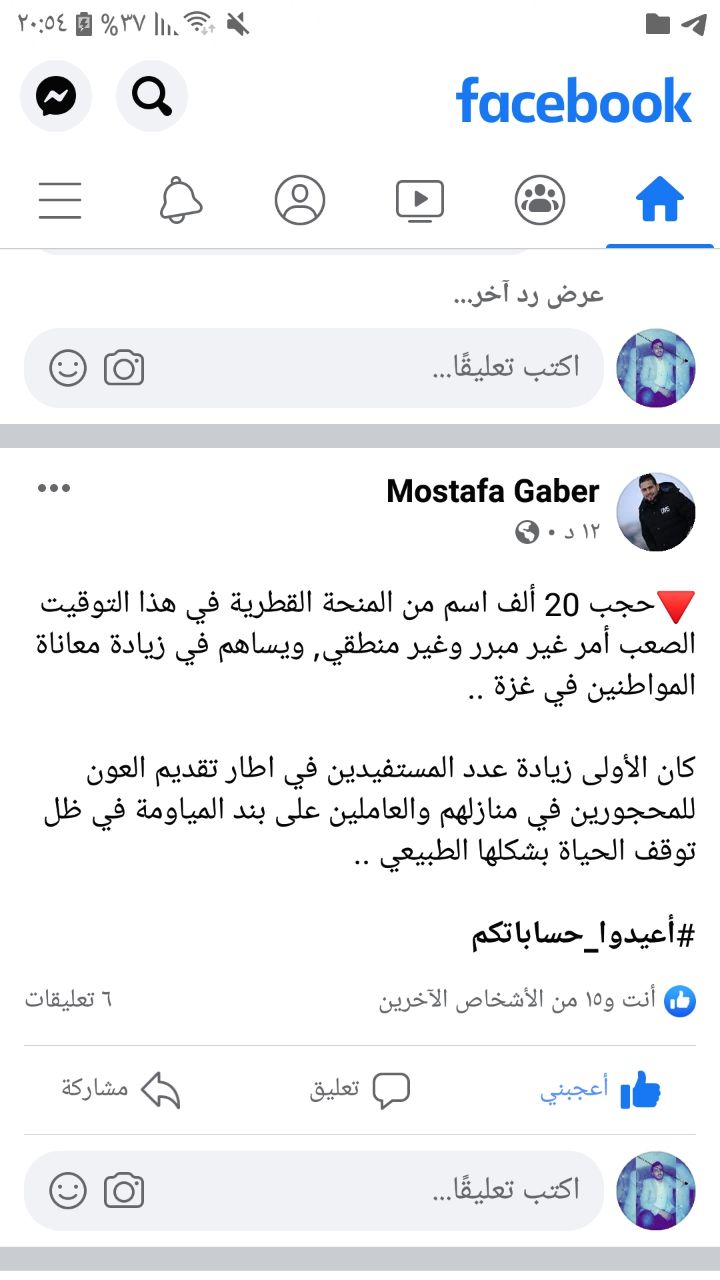 ٢٠:٥٤ %٣٧
facebook
عرض رد آخر...
اكتب تعليقًا...
Mostafa Gaber
١٢ د •
🔻حجب 20 ألف اسم من المنحة القطرية في هذا التوقيت
الصعب أمر غير مبرر وغير منطقي, ويساهم في زيادة معاناة
المواطنين في غزة ..
كان الأولى زيادة عدد المستفيدين في اطار تقديم العون
للمحجورين في منازلهم والعاملين على بند المياومة في ظل
توقف الحياة بشكلها الطبيعي ..
#أعيدوا_حساباتكم
أنت و١٥ من الأشخاص الآخرين ٦ تعليقات
أعجبني تعليق مشاركة
اكتب تعليقًا...